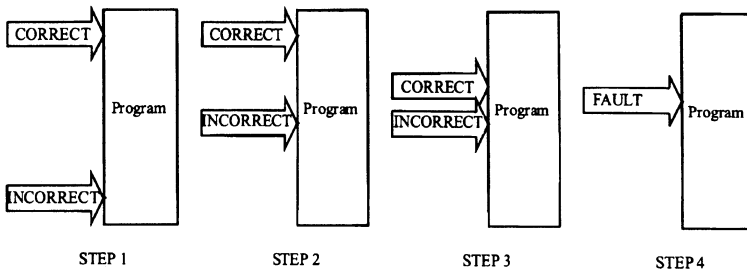 CORRECT
Program
INCORRECT
STEP 1
CORRECT
Program
INCORRECT
STEP 2
CORRECT
Program
INCORRECT
STEP 3
FAULT
Program
STEP 4